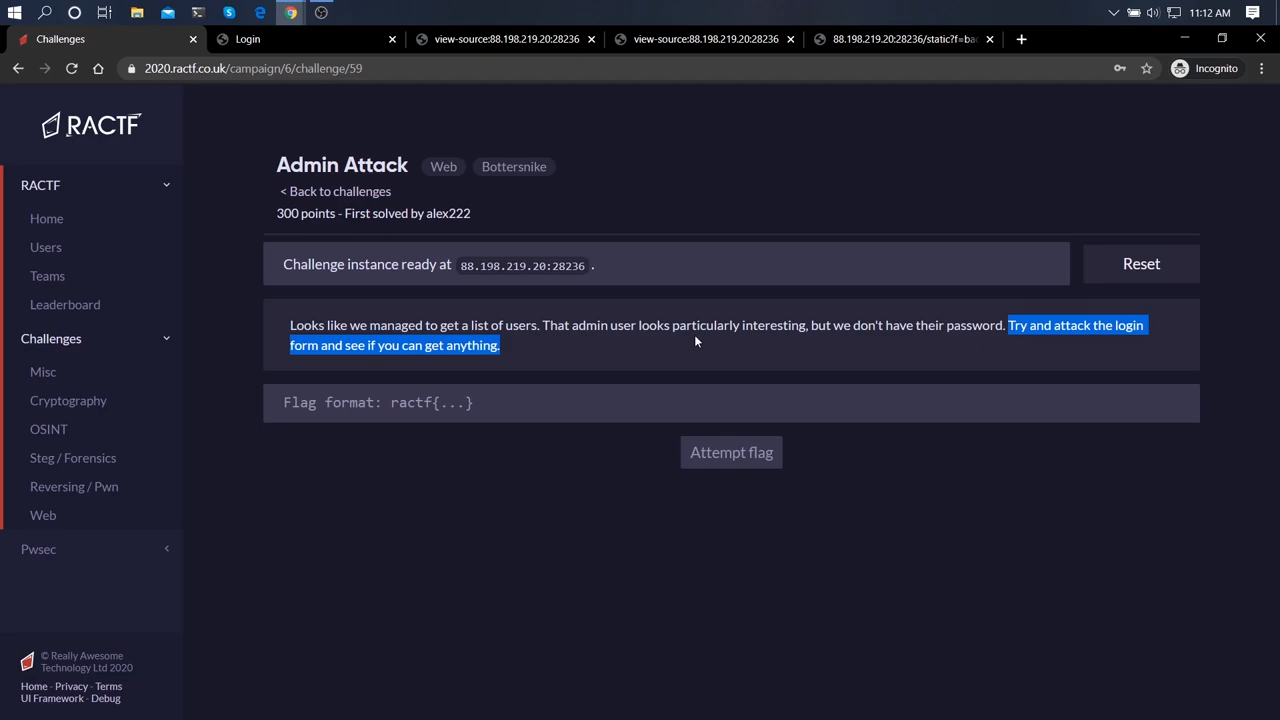 11:12 AM
Challenges
Login
view-source:88.198.219.20:28236
view-source:88.198.219.20:28236
88.198.219.20/static?f=bac
2020.ractf.co.uk/campaign/6/challenge/59
Incognito
RACTF
RACTF
Home
Users
Teams
Leaderboard
Challenges
Misc
Cryptography
OSINT
Steg / Forensics
Reversing / Pwn
Web
Pwsec
© Really Awesome
Technology Ltd 2020
Home - Privacy - Terms
UI Framework - Debug
Admin Attack Web Bottersnike
< Back to challenges
300 points - First solved by alex222
Challenge instance ready at 88.198.219.20:28236 .
Reset
Looks like we managed to get a list of users. That admin user looks particularly interesting, but we don't have their password. Try and attack the login
form and see if you can get anything.
Flag format: ractf{...}
Attempt flag